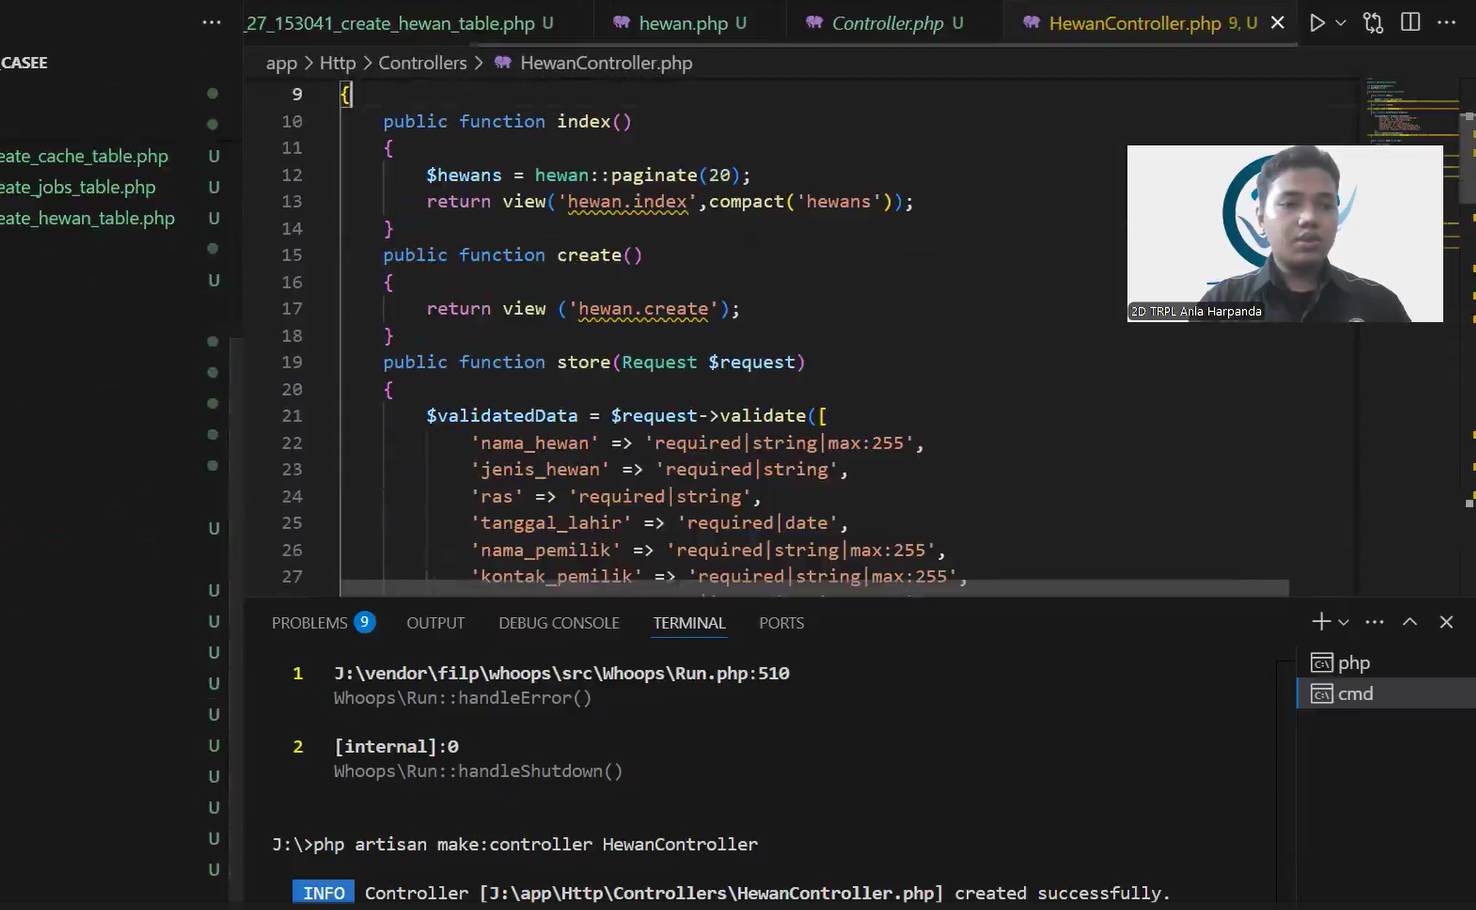 _27_153041_create_hewan_table.php U
hewan.php U
Controller.php U
HewanController.php 9, U
_CASEE
eate_cache_table.php U
eate_jobs_table.php U
eate_hewan_table.php U
U
U
U
U
U
U
U
U
U
U
U
U
app > Http > Controllers > HewanController.php
9 {
10 public function index()
11 {
12 $hewans = hewan::paginate(20);
13 return view('hewan.index',compact('hewans'));
14 }
15 public function create()
16 {
17 return view ('hewan.create');
18 }
19 public function store(Request $request)
20 {
21 $validatedData = $request->validate([
22 'nama_hewan' => 'required|string|max:255',
23 'jenis_hewan' => 'required|string',
24 'ras' => 'required|string',
25 'tanggal_lahir' => 'required|date',
26 'nama_pemilik' => 'required|string|max:255',
27 'kontak_pemilik' => 'required|string|max:255',
2D TRPL Anla Harpanda
PROBLEMS 9 OUTPUT DEBUG CONSOLE TERMINAL PORTS
1 J:\vendor\filp\whoops\src\Whoops\Run.php:510
Whoops\Run::handleError()
2 [internal]:0
Whoops\Run::handleShutdown()
J:\>php artisan make:controller HewanController
INFO Controller [J:\app\Http\Controllers\HewanController.php] created successfully.
php
cmd